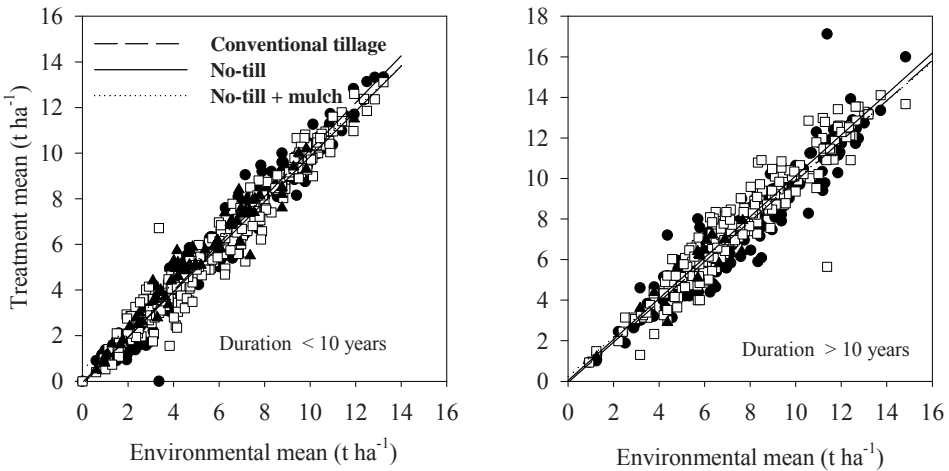 Treatment mean (t ha⁻¹)
16
14
12
10
8
6
4
2
0
Conventional tillage
No-till
No-till + mulch
Duration < 10 years
0 2 4 6 8 10 12 14 16
Environmental mean (t ha⁻¹)
18
16
14
12
10
8
6
4
2
0
Duration > 10 years
0 2 4 6 8 10 12 14 16
Environmental mean (t ha⁻¹)